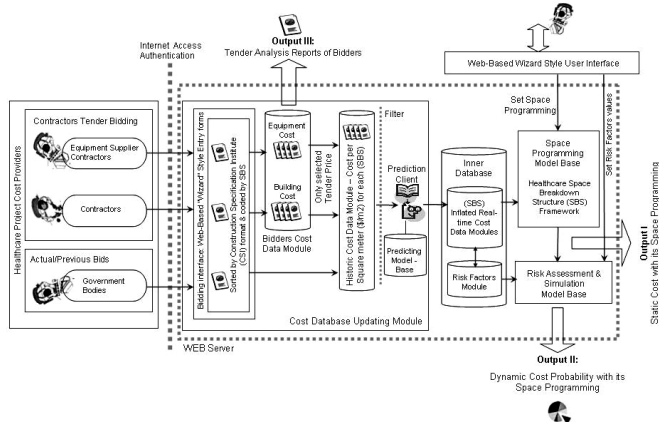 Internet Access
Authentication
Output III:
Tender Analysis Reports of Bidders
Web-Based Wizard Style User Interface
Set Space
Programming
Set Risk Factors values
Healthcare Project Cost Providers
Contractors Tender Bidding
Equipment Supplier
Contractors
Contractors
Actual/Previous Bids
Government
Bodies
Bidding Interface: Web-Based "Wizard" Style Entry forms
Sorted by Construction Specification Institute
(CSI) format & coded by SBS
Equipment
Cost
Building
Cost
Bidders Cost
Data Module
Only selected
Tender Price
Historic Cost Data Module – Cost per
Square meter ($/m2) for each (SBS)
Filter
Prediction
Client
Predicting
Model -
Base
Cost Database Updating Module
Inner
Database
(SBS)
Inflated Real-
time Cost
Data Modules
Risk Factors
Module
Space
Programming
Model Base
Healthcare Space
Breakdown
Structure (SBS)
Framework
Risk Assessment &
Simulation
Model Base
Output I
Static Cost with its Space Programming
WEB Server
Output II:
Dynamic Cost Probability with its
Space Programming